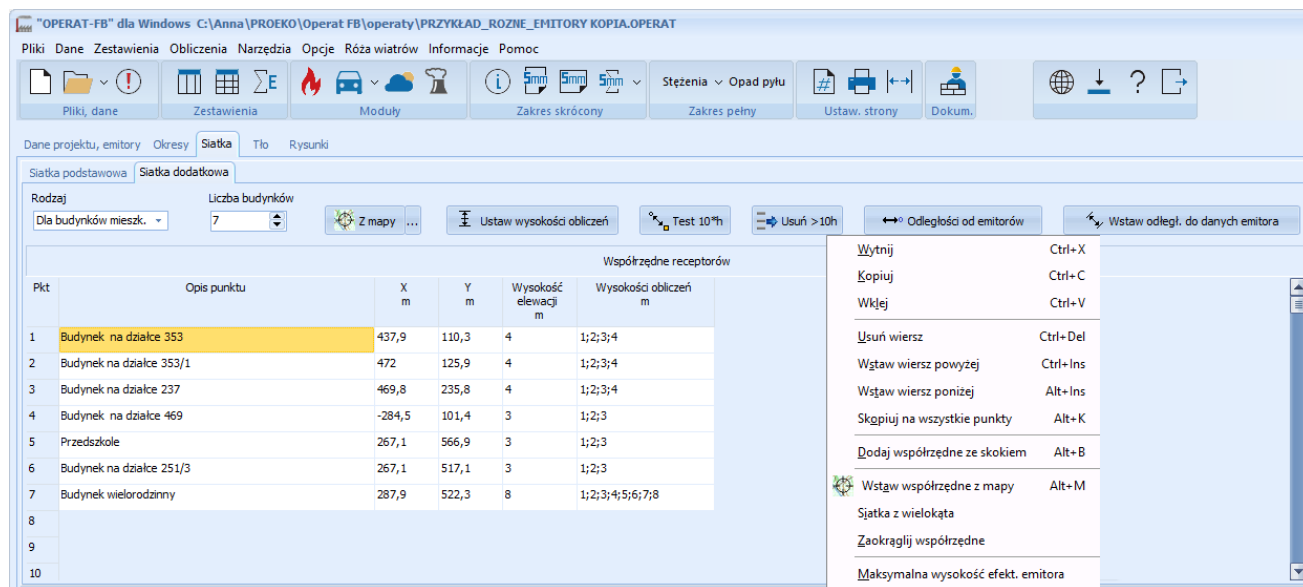 "OPERAT-FB" dla Windows C:\Anna\PROEKO\Operat FB\operaty\PRZYKŁAD_ROZNE_EMITORY KOPIA.OPERAT
Pliki Dane Zestawienia Obliczenia Narzędzia Opcje Róża wiatrów Informacje Pomoc
ΣE 5mm 5mm 5mm Stężenia Opad pyłu # ?
Pliki, dane Zestawienia Moduły Zakres skrócony Zakres pełny Ustaw. strony Dokum.
Dane projektu, emitory Okresy Siatka Tło Rysunki
Siatka podstawowa Siatka dodatkowa
Rodzaj Liczba budynków
Dla budynków mieszk. 7 Z mapy ... Ustaw wysokości obliczeń Test 10*h Usuń >10h Odległości od emitorów Wstaw odległ. do danych emitora
Współrzędne receptorów
Pkt Opis punktu X Y Wysokość Wysokości obliczeń
m m elewacji m
m
1 Budynek na działce 353 437,9 110,3 4 1;2;3;4
2 Budynek na działce 353/1 472 125,9 4 1;2;3;4
3 Budynek na działce 237 469,8 235,8 4 1;2;3;4
4 Budynek na działce 469 -284,5 101,4 3 1;2;3
5 Przedszkole 267,1 566,9 3 1;2;3
6 Budynek na działce 251/3 267,1 517,1 3 1;2;3
7 Budynek wielorodzinny 287,9 522,3 8 1;2;3;4;5;6;7;8
8
9
10
Wytnij Ctrl+X
Kopiuj Ctrl+C
Wklej Ctrl+V
Usuń wiersz Ctrl+Del
Wstaw wiersz powyżej Ctrl+Ins
Wstaw wiersz poniżej Alt+Ins
Skopiuj na wszystkie punkty Alt+K
Dodaj współrzędne ze skokiem Alt+B
Wstaw współrzędne z mapy Alt+M
Siatka z wielokąta
Zaokrąglij współrzędne
Maksymalna wysokość efekt. emitora